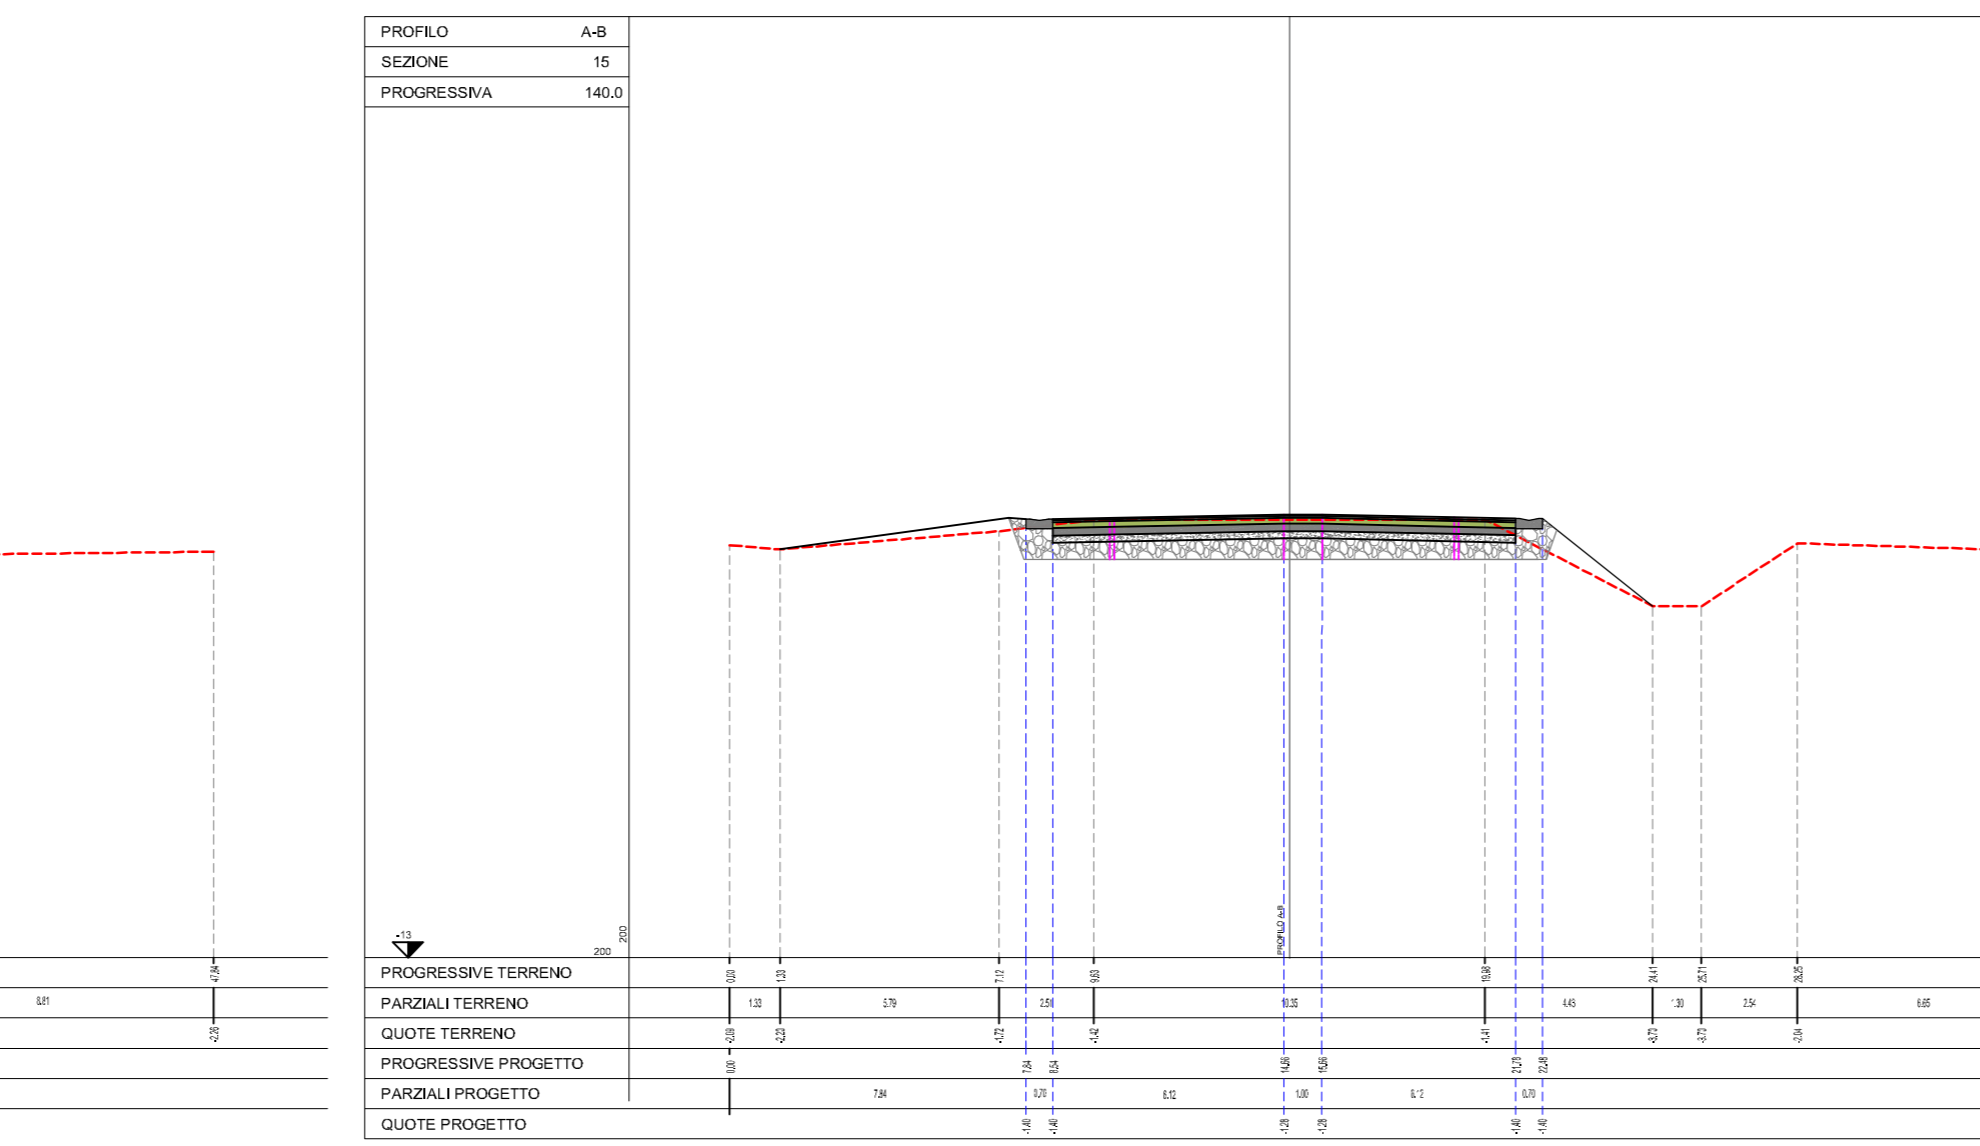 PROFILO A-B
SEZIONE 15
PROGRESSIVA 140.0
-13
200
200
PROFILO A-B
47.84
8.81
-2.26
PROGRESSIVE TERRENO 0.00 1.33 7.12 9.63 19.98 24.41 25.71 28.25
PARZIALI TERRENO 1.33 5.79 2.51 10.35 4.43 1.30 2.54 6.65
QUOTE TERRENO -2.09 -2.23 -1.72 -1.42 -1.41 -3.73 -3.73 -2.04
PROGRESSIVE PROGETTO 0.00 7.84 8.54 14.66 15.66 21.78 22.48
PARZIALI PROGETTO 7.84 0.70 6.12 1.00 6.12 0.70
QUOTE PROGETTO -1.40 -1.40 -1.28 -1.28 -1.40 -1.40